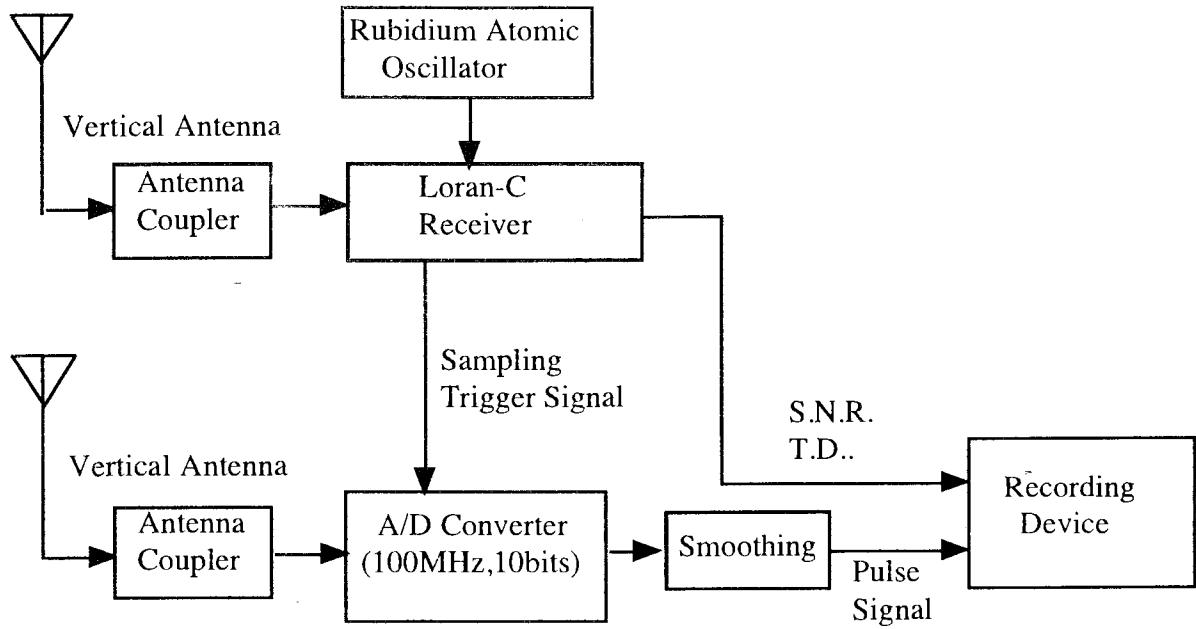 Rubidium Atomic
Oscillator
Vertical Antenna
Antenna
Coupler
Loran-C
Receiver
Sampling
Trigger Signal
S.N.R.
T.D..
Vertical Antenna
Antenna
Coupler
A/D Converter
(100MHz,10bits)
Smoothing
Pulse
Signal
Recording
Device